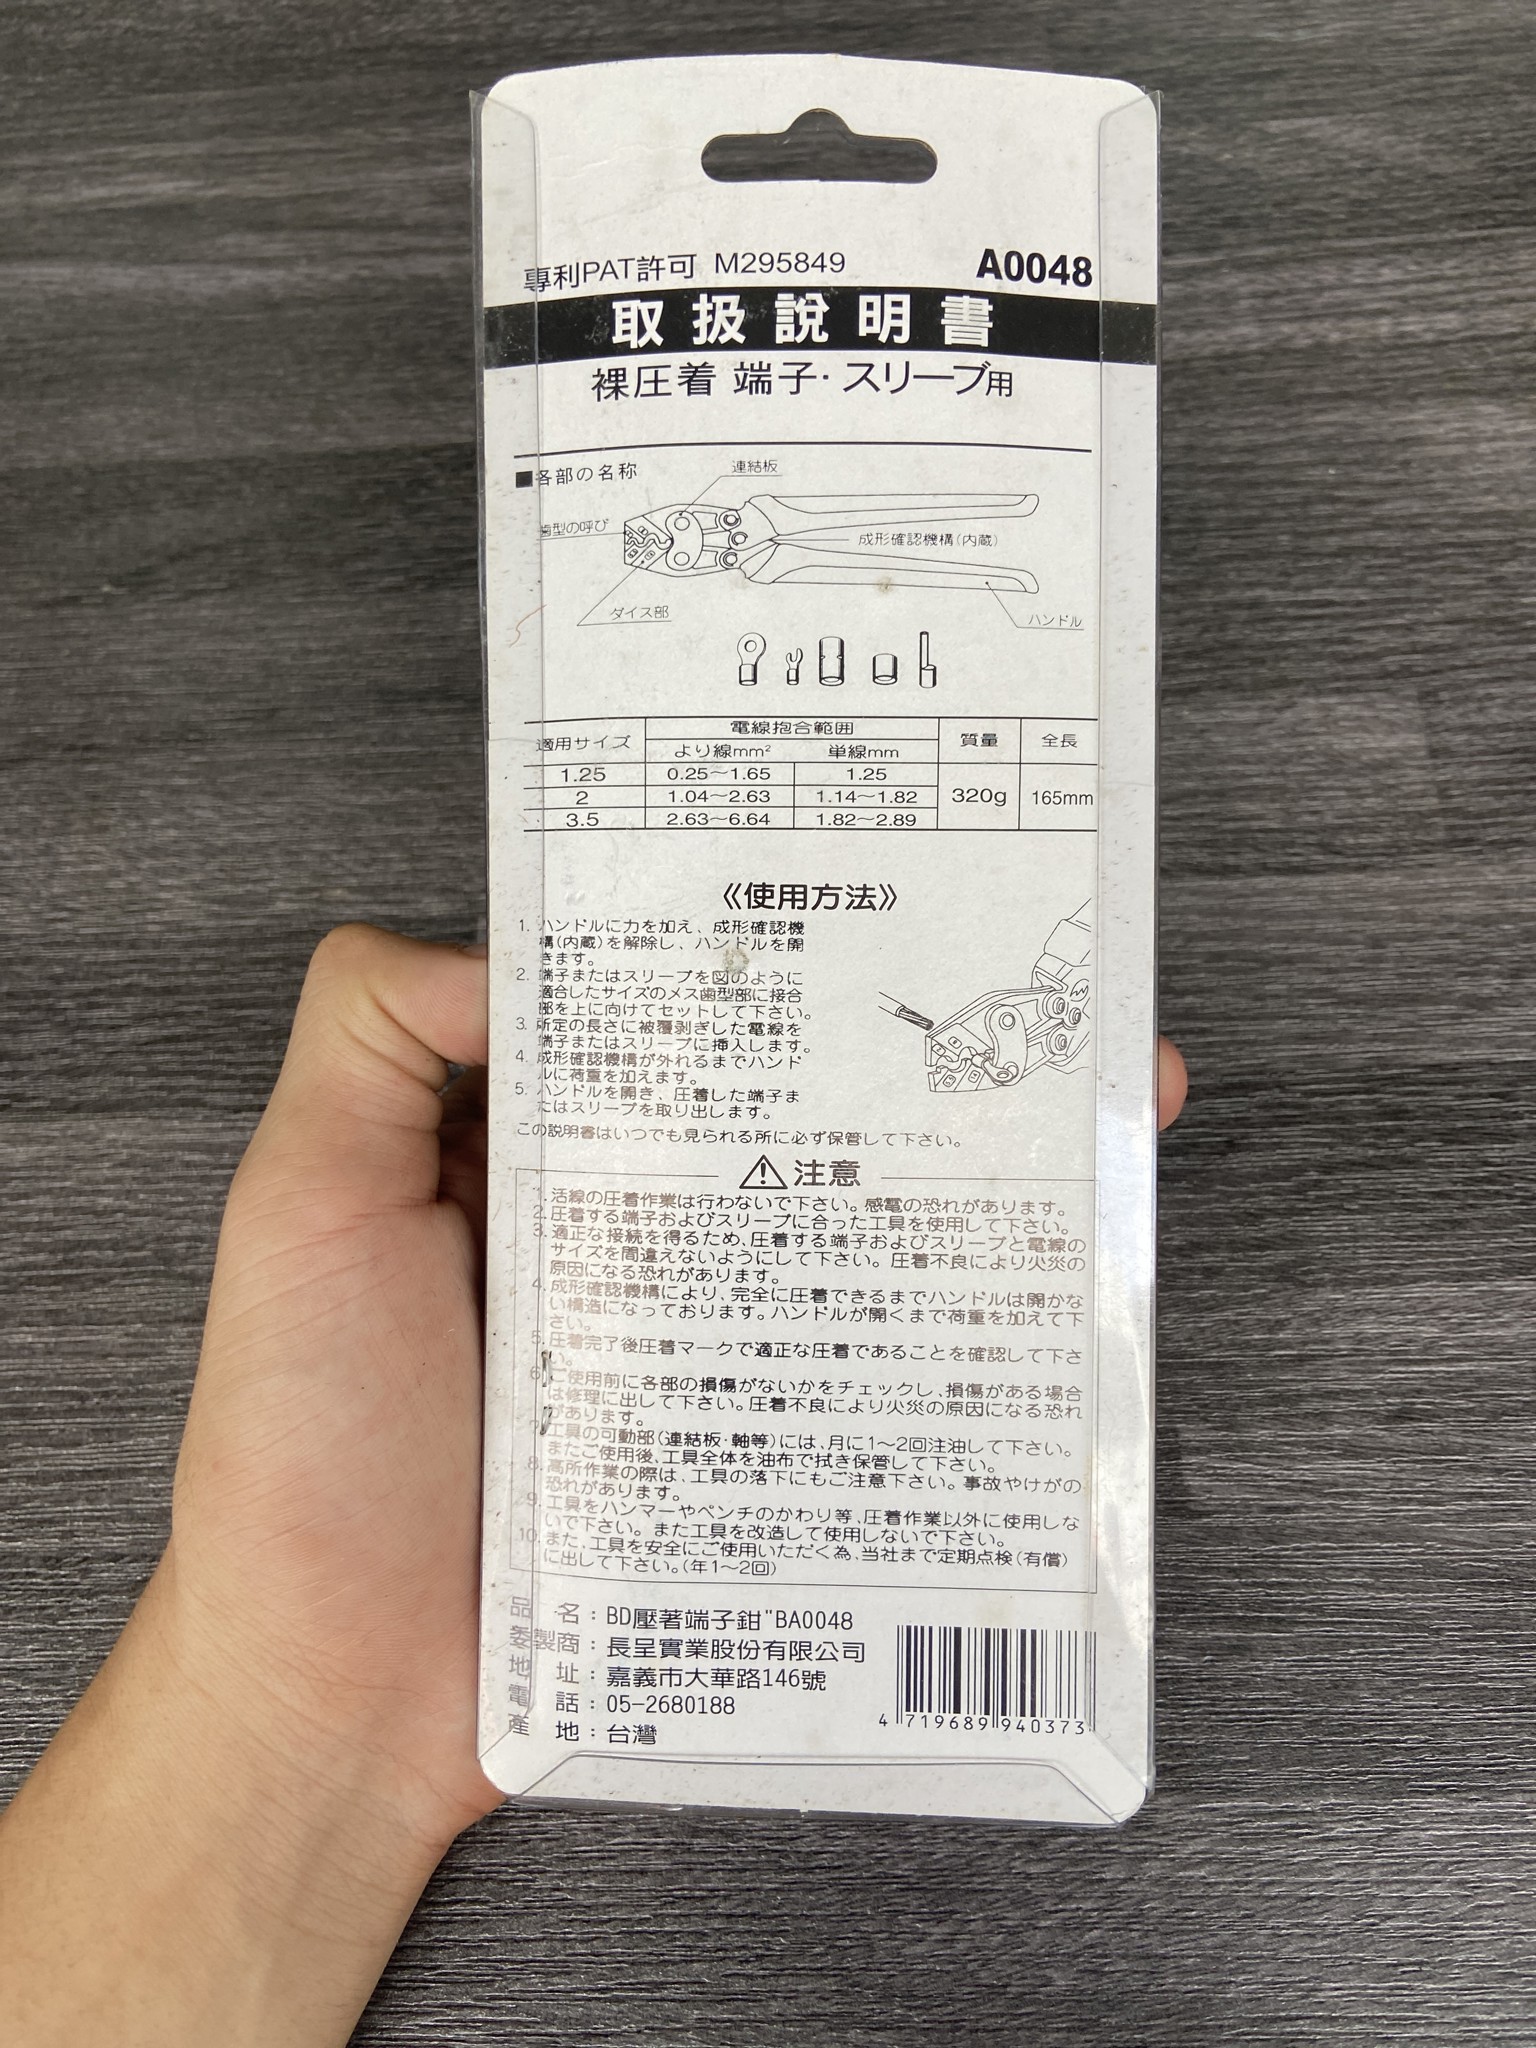 專利PAT許可 M295849
A0048
取扱說明書
裸圧着 端子・スリーブ用
■各部の名称
連結板
歯型の呼び
成形確認機構(内蔵)
ダイス部
ハンドル
適用サイズ 電線抱合範囲 質量 全長
より線mm² 単線mm
1.25 0.25～1.65 1.25
2 1.04～2.63 1.14～1.82 320g 165mm
3.5 2.63～6.64 1.82～2.89
《使用方法》
1. ハンドルに力を加え、成形確認機
構(内蔵)を解除し、ハンドルを開
きます。
2. 端子またはスリーブを図のように
適合したサイズのメス歯型部に接合
部を上に向けてセットして下さい。
3. 所定の長さに被覆剥ぎした電線を
端子またはスリーブに挿入します。
4. 成形確認機構が外れるまでハンド
ルに荷重を加えます。
5. ハンドルを開き、圧着した端子ま
たはスリーブを取り出します。
この説明書はいつでも見られる所に必ず保管して下さい。
注意
1. 活線の圧着作業は行わないで下さい。感電の恐れがあります。
2. 圧着する端子およびスリーブに合った工具を使用して下さい。
3. 適正な接続を得るため、圧着する端子およびスリーブと電線の
サイズを間違えないようにして下さい。圧着不良により火災の
原因になる恐れがあります。
4. 成形確認機構により、完全に圧着できるまでハンドルは開かな
い構造になっております。ハンドルが開くまで荷重を加えて下
さい。
5. 圧着完了後圧着マークで適正な圧着であることを確認して下さ
い。
6. ご使用前に各部の損傷がないかをチェックし、損傷がある場合
は修理に出して下さい。圧着不良により火災の原因になる恐れ
があります。
7. 工具の可動部(連結板・軸等)には、月に1～2回注油して下さい。
またご使用後、工具全体を油布で拭き保管して下さい。
8. 高所作業の際は、工具の落下にもご注意下さい。事故やけがの
恐れがあります。
9. 工具をハンマーやペンチのかわり等、圧着作業以外に使用しな
いで下さい。また工具を改造して使用しないで下さい。
10. また、工具を安全にご使用いただく為、当社まで定期点検(有償)
に出して下さい。(年1～2回)
品 名：BD壓著端子鉗"BA0048
委製商：長呈實業股份有限公司
地 址：嘉義市大華路146號
電 話：05-2680188
產 地：台灣
4 719689 940373